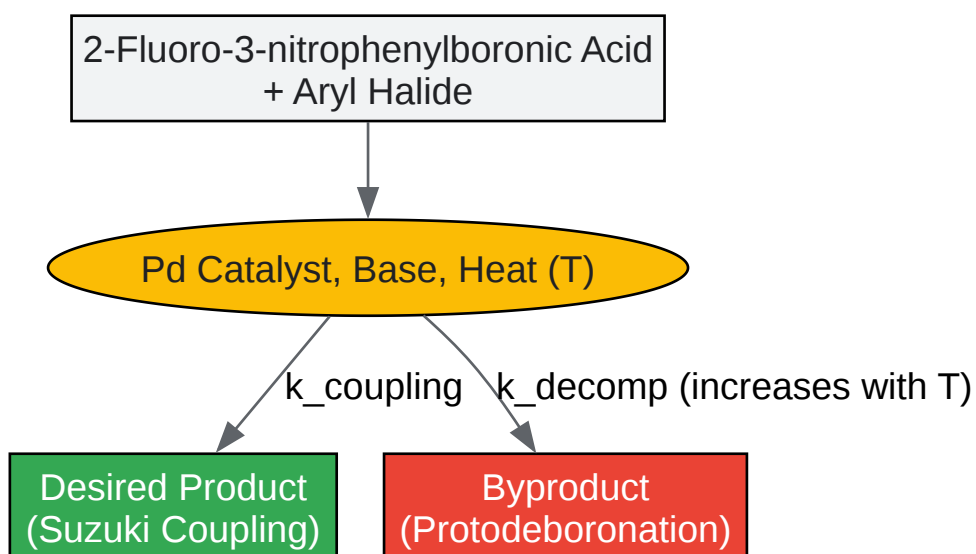 2-Fluoro-3-nitrophenylboronic Acid
+ Aryl Halide
Pd Catalyst, Base, Heat (T)
k_coupling
k_decomp (increases with T)
Desired Product
(Suzuki Coupling)
Byproduct
(Protodeboronation)